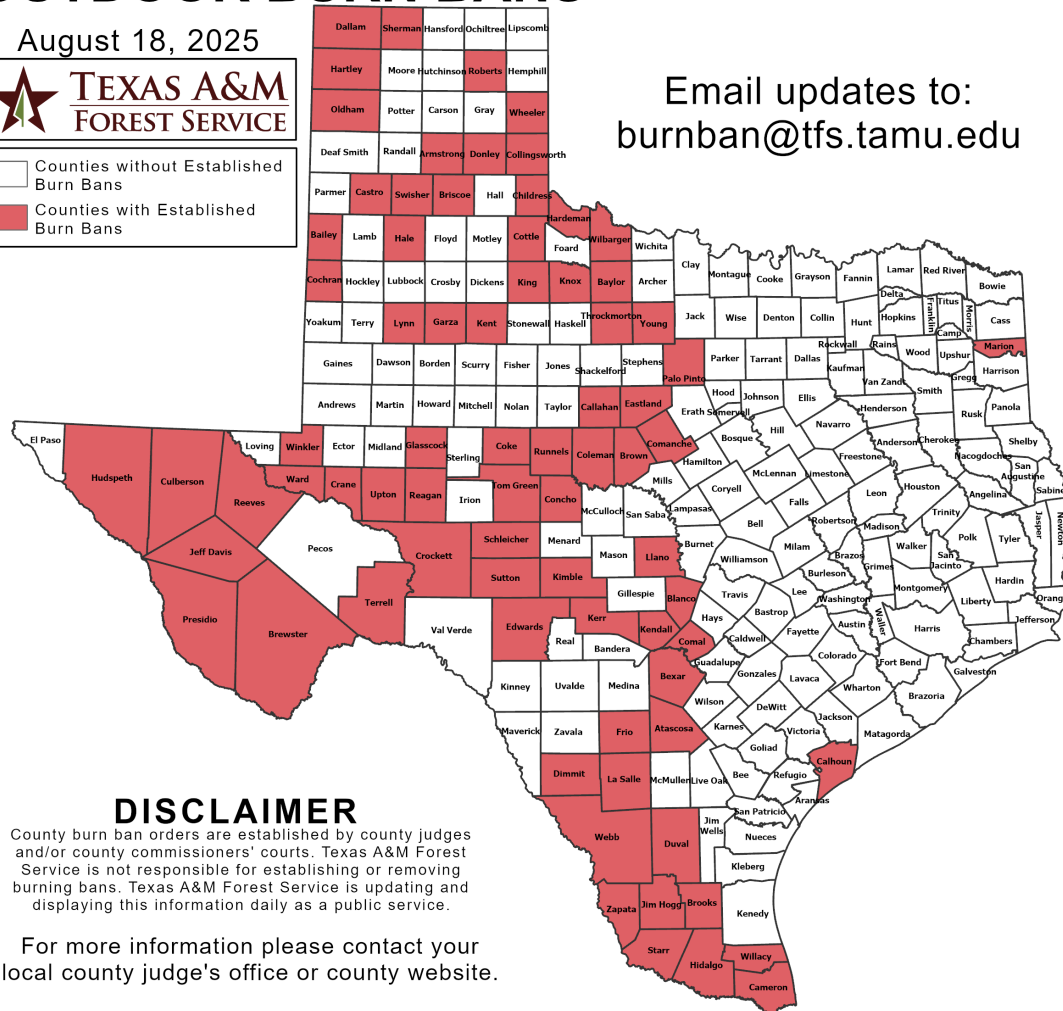 OUTDOOR BURN BANS
August 18, 2025
TEXAS A&M
FOREST SERVICE
Counties without Established
Burn Bans
Counties with Established
Burn Bans
Email updates to:
burnban@tfs.tamu.edu
Dallam Sherman Hansford Ochiltree Lipscomb
Hartley Moore Hutchinson Roberts Hemphill
Oldham Potter Carson Gray Wheeler
Deaf Smith Randall Armstrong Donley Collingsworth
Parmer Castro Swisher Briscoe Hall Childress
Hardeman
Bailey Lamb Hale Floyd Motley Cottle Foard Wilbarger Wichita
Clay Montague Cooke Grayson Fannin Lamar Red River Bowie
Cochran Hockley Lubbock Crosby Dickens King Knox Baylor Archer
Delta Titus Franklin Morris Cass
Yoakum Terry Lynn Garza Kent Stonewall Haskell Throckmorton Young Jack Wise Denton Collin Hunt Hopkins Camp
Rockwall Rains Wood Upshur Marion
Gaines Dawson Borden Scurry Fisher Jones Shackelford Stephens Palo Pinto Parker Tarrant Dallas Kaufman Van Zandt Smith Gregg Harrison
Andrews Martin Howard Mitchell Nolan Taylor Callahan Eastland Erath Hood Somervell Johnson Ellis Henderson Rusk Panola
El Paso Loving Winkler Ector Midland Glasscock Sterling Coke Runnels Coleman Brown Comanche Hamilton Bosque Hill Navarro Anderson Cherokee Nacogdoches Shelby
Hudspeth Culberson Reeves Ward Crane Upton Reagan Irion Tom Green Concho McCulloch San Saba Mills Lampasas Coryell McLennan Limestone Freestone Leon Houston Angelina San
Augustine Sabine
Jeff Davis Pecos Crockett Schleicher Menard Mason Llano Burnet Bell Falls Robertson Madison Trinity Polk Tyler Jasper Newton
Presidio Brewster Terrell Sutton Kimble Gillespie Blanco Williamson Milam Brazos Grimes Walker San
Jacinto Hardin Orange
Val Verde Edwards Real Kerr Bandera Kendall Comal Hays Travis Bastrop Lee Burleson Washington Montgomery Liberty Jefferson
Caldwell Fayette Austin Waller Harris Chambers
Kinney Uvalde Medina Bexar Guadalupe Gonzales Lavaca Colorado Fort Bend Galveston
Maverick Zavala Frio Atascosa Wilson Karnes DeWitt Jackson Wharton Brazoria Matagorda
Dimmit La Salle McMullen Live Oak Bee Goliad Victoria Refugio Calhoun Aransas
Webb Duval Jim
Wells San Patricio Nueces
Kleberg
Zapata Jim Hogg Brooks Kenedy
Starr Hidalgo Willacy
Cameron
DISCLAIMER
County burn ban orders are established by county judges
and/or county commissioners' courts. Texas A&M Forest
Service is not responsible for establishing or removing
burning bans. Texas A&M Forest Service is updating and
displaying this information daily as a public service.
For more information please contact your
local county judge's office or county website.